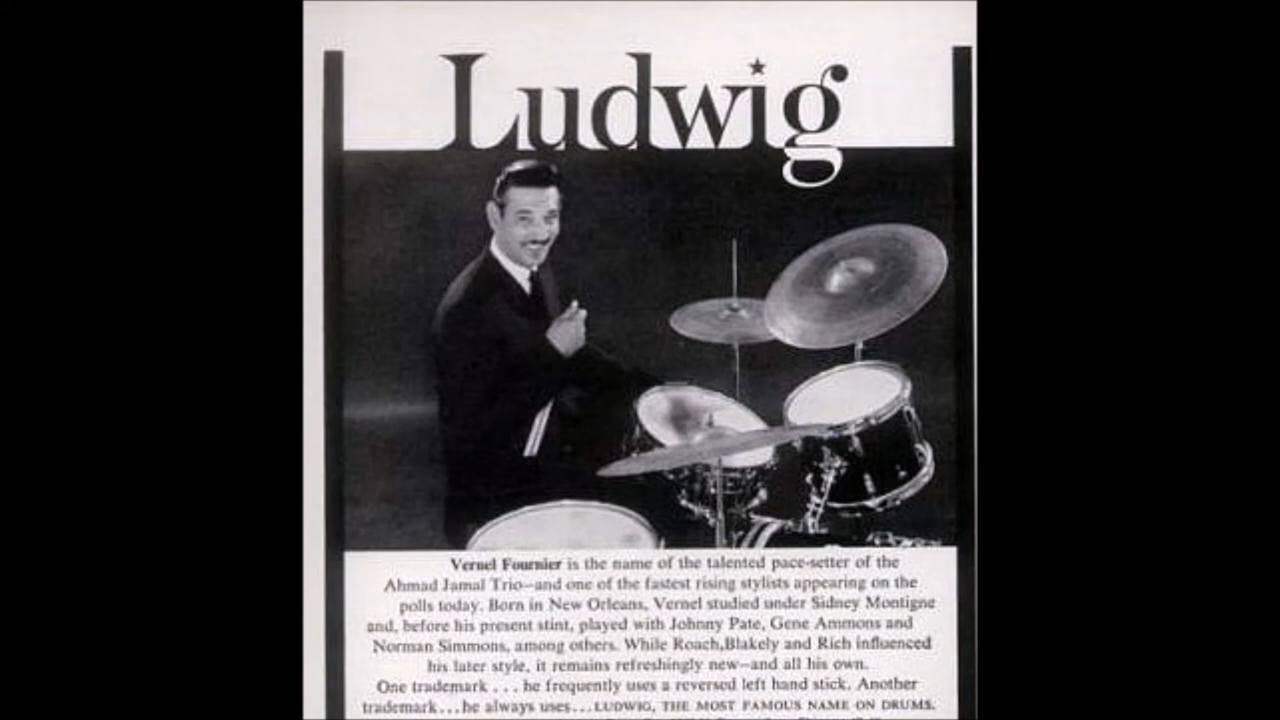 Ludwig
Vernel Fournier is the name of the talented pace-setter of the
Ahmad Jamal Trio—and one of the fastest rising stylists appearing on the
polls today. Born in New Orleans, Vernel studied under Sidney Montigne
and, before his present stint, played with Johnny Pate, Gene Ammons and
Norman Simmons, among others. While Roach,Blakely and Rich influenced
his later style, it remains refreshingly new—and all his own.
One trademark . . . he frequently uses a reversed left hand stick. Another
trademark...he always uses...LUDWIG, THE MOST FAMOUS NAME ON DRUMS.